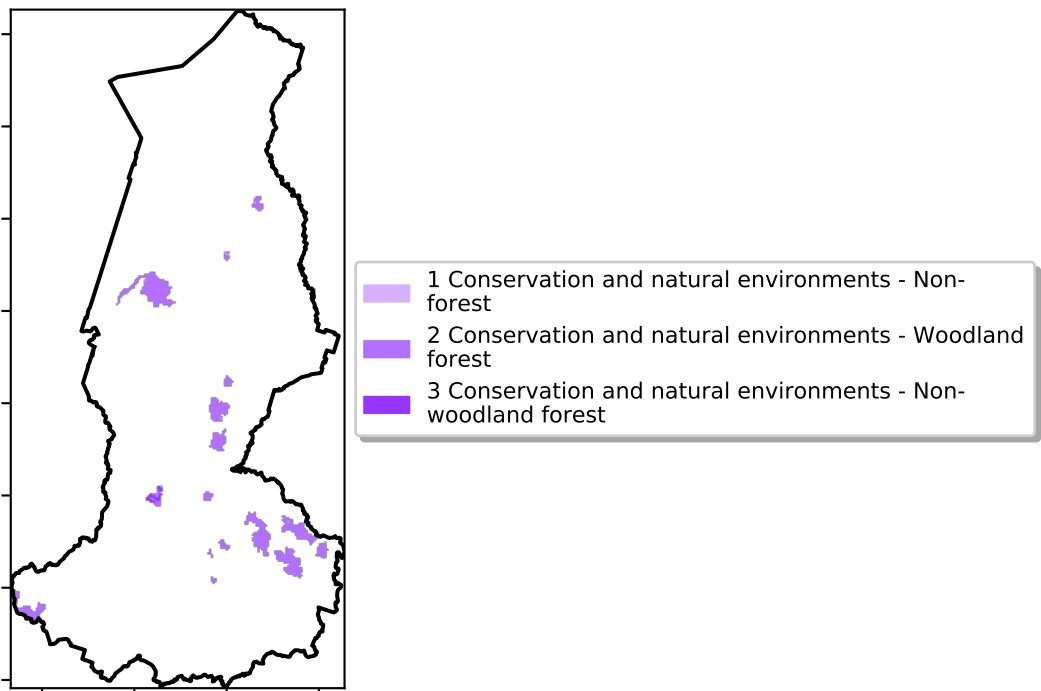 1 Conservation and natural environments - Non-
forest
2 Conservation and natural environments - Woodland
forest
3 Conservation and natural environments - Non-
woodland forest